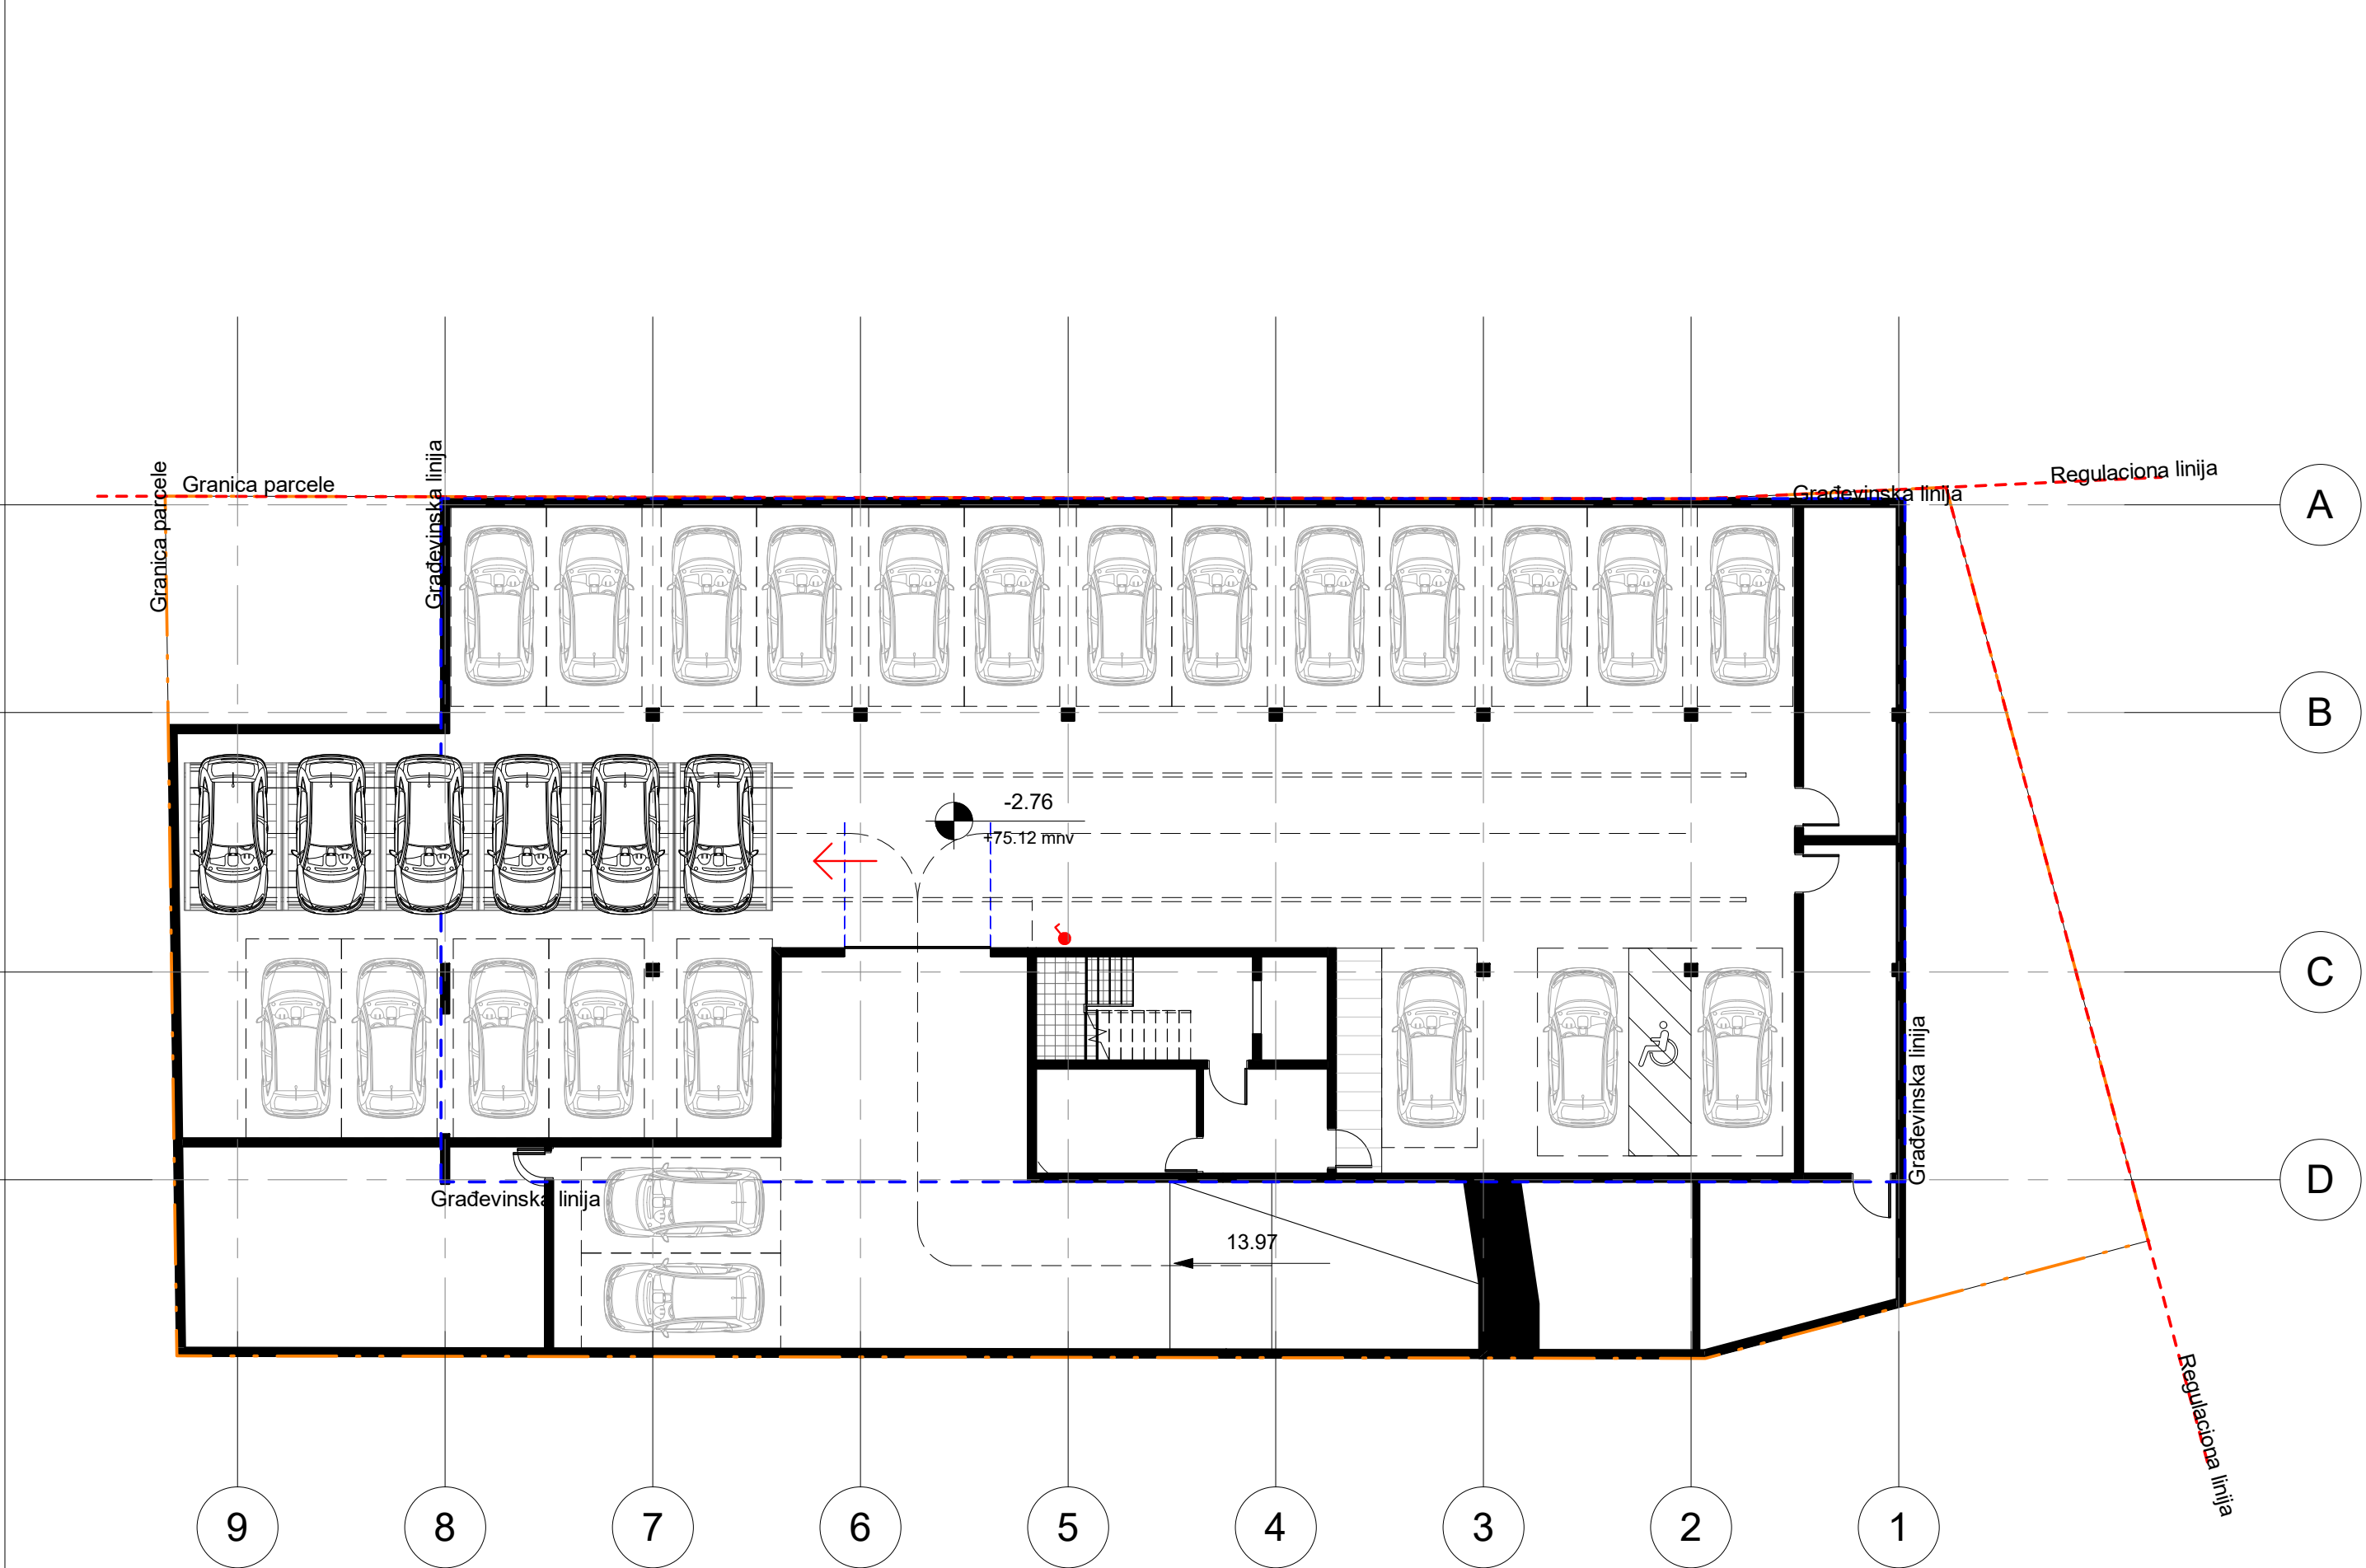 Granica parcele
Granica parcele
Građevinska linija
Građevinska linija
Regulaciona linija
A
B
-2.76
+75.12 mnv
C
Građevinska linija
D
Građevinska linija
13.97
Regulaciona linija
9
8
7
6
5
4
3
2
1